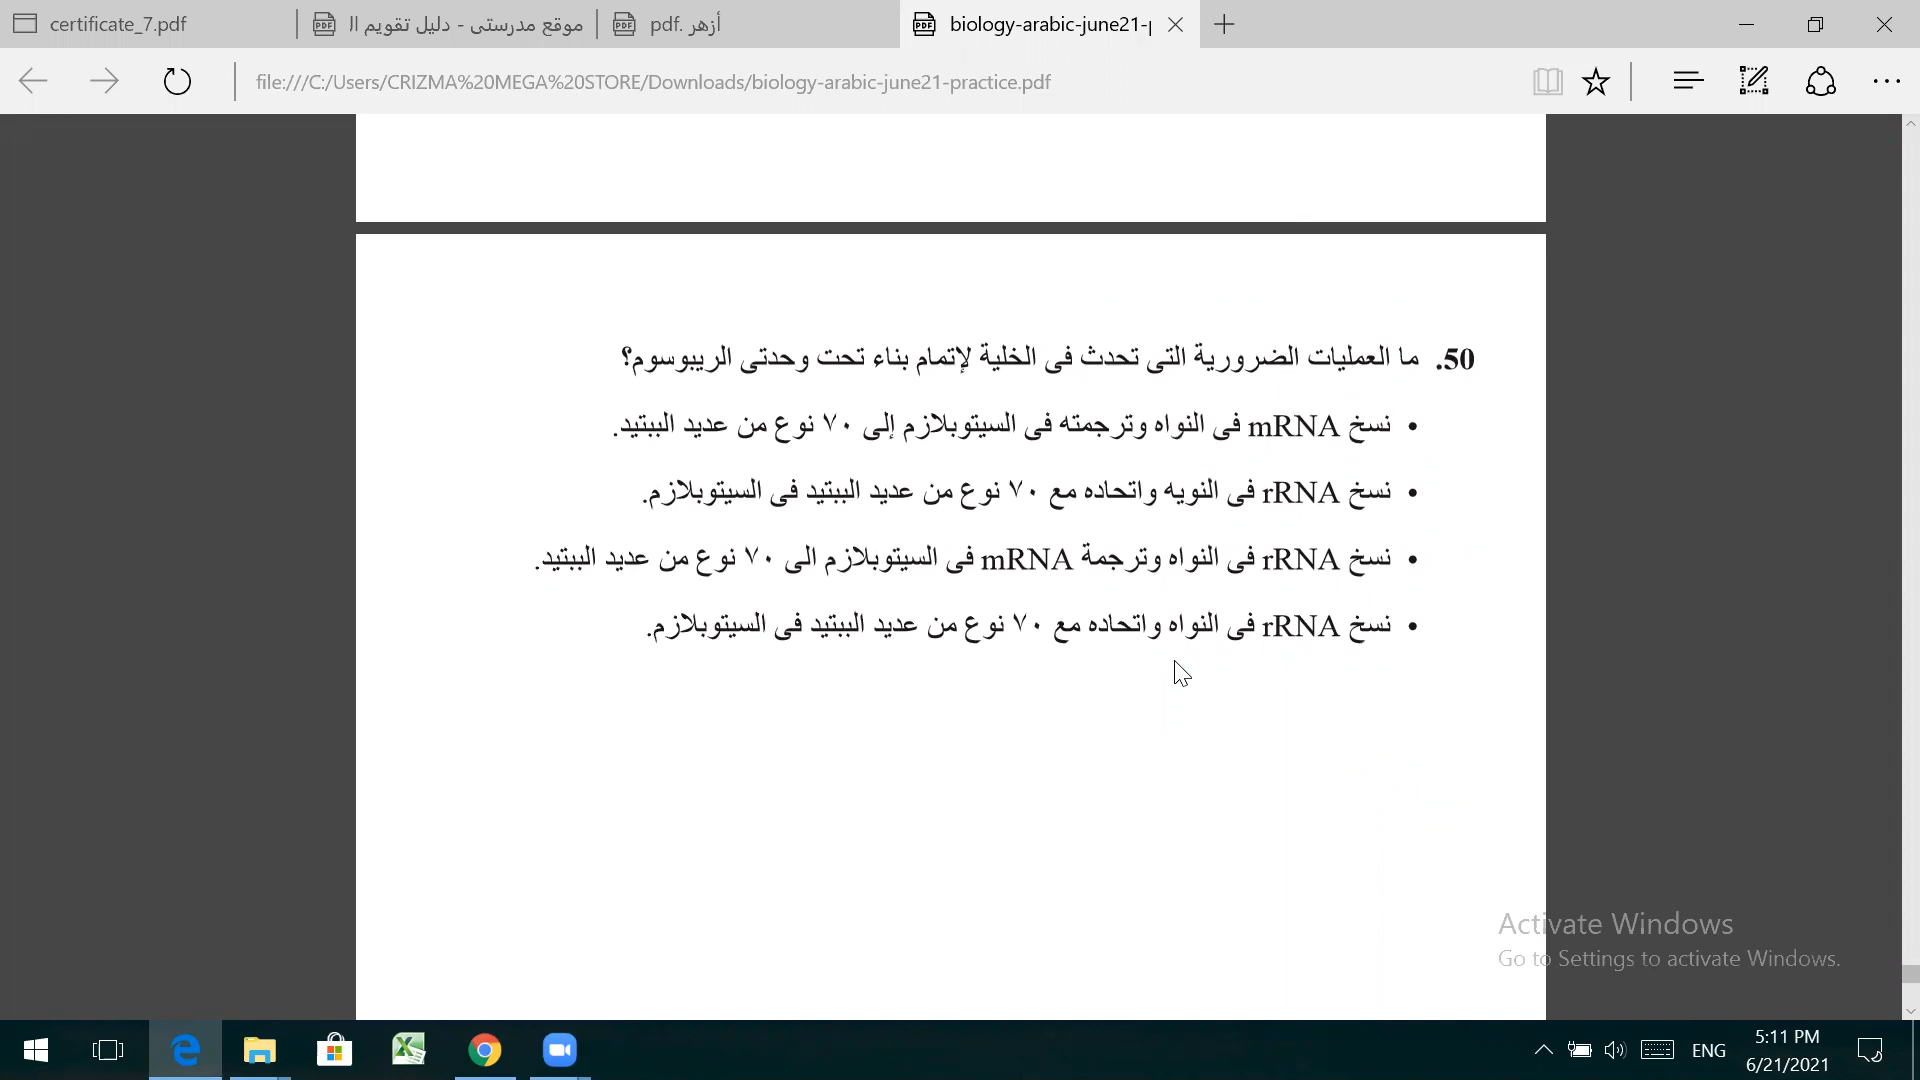 certificate_7.pdf
موقع مدرستى - دليل تقويم ال
أزهر .pdf
biology-arabic-june21-p
file:///C:/Users/CRIZMA%20MEGA%20STORE/Downloads/biology-arabic-june21-practice.pdf
50. ما العمليات الضرورية التى تحدث فى الخلية لإتمام بناء تحت وحدتى الريبوسوم؟
• نسخ mRNA فى النواه وترجمته فى السيتوبلازم إلى ٧٠ نوع من عديد الببتيد.
• نسخ rRNA فى النويه واتحاده مع ٧٠ نوع من عديد الببتيد فى السيتوبلازم.
• نسخ rRNA فى النواه وترجمة mRNA فى السيتوبلازم الى ٧٠ نوع من عديد الببتيد.
• نسخ rRNA فى النواه واتحاده مع ٧٠ نوع من عديد الببتيد فى السيتوبلازم.
Activate Windows
Go to Settings to activate Windows.
ENG
5:11 PM
6/21/2021